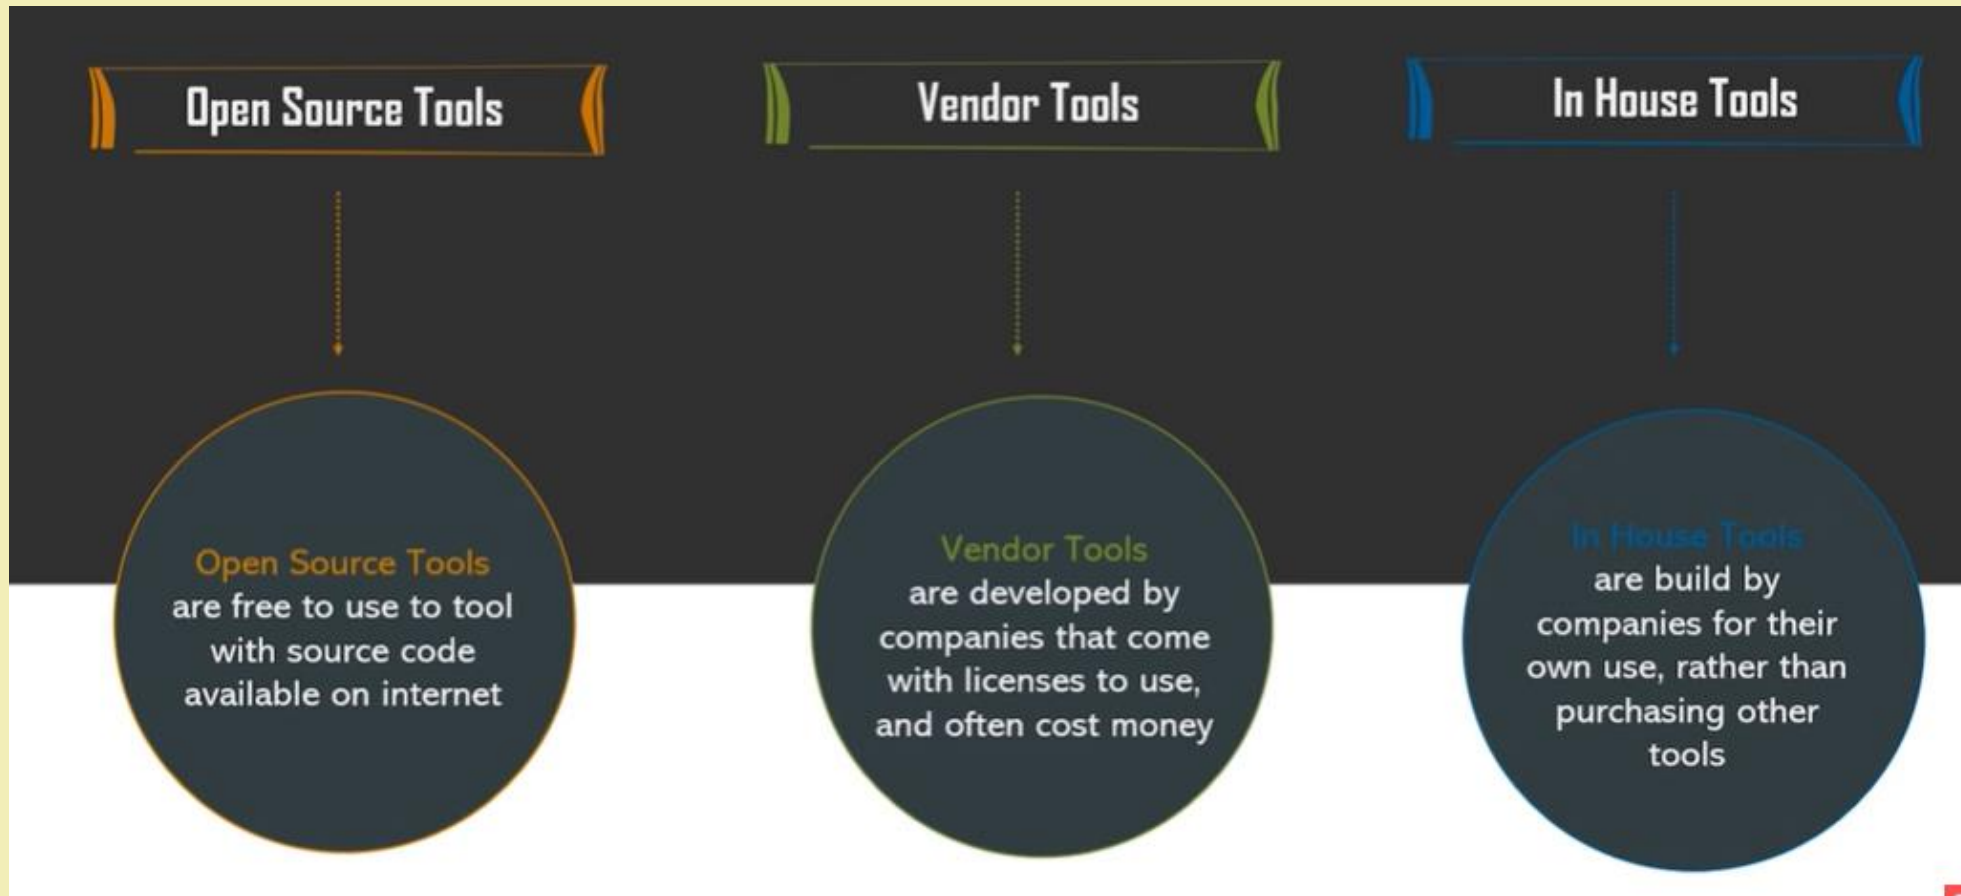 Open Source Tools
Vendor Tools
In House Tools
Open Source Tools
are free to use to tool
with source code
available on internet
Vendor Tools
are developed by
companies that come
with licenses to use,
and often cost money
In House Tools
are build by
companies for their
own use, rather than
purchasing other
tools